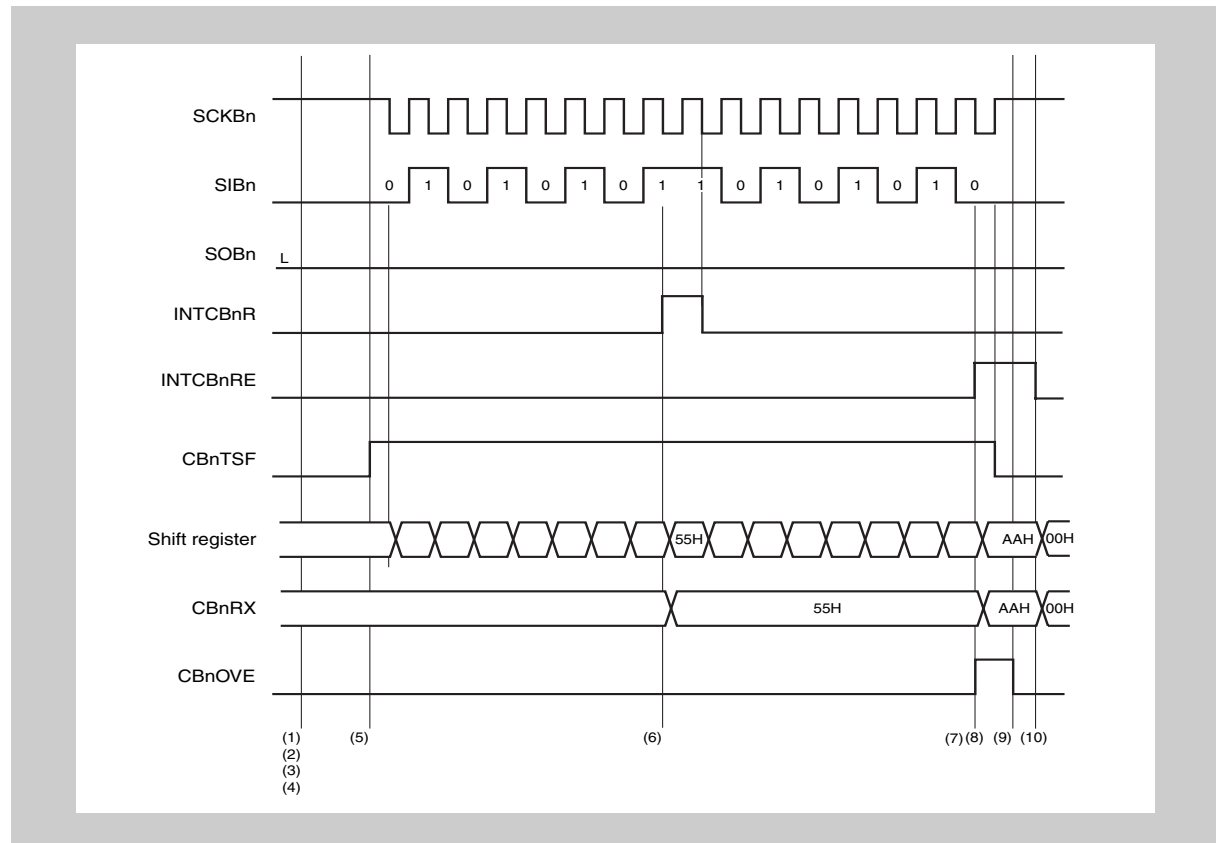 SCKBn
SIBn
0 1 0 1 0 1 0 1 1 0 1 0 1 0 1 0
SOBn
L
INTCBnR
INTCBnRE
CBnTSF
Shift register
55H AAH 00H
CBnRX
55H AAH 00H
CBnOVE
(1) (5) (6) (7) (8) (9) (10)
(2)
(3)
(4)